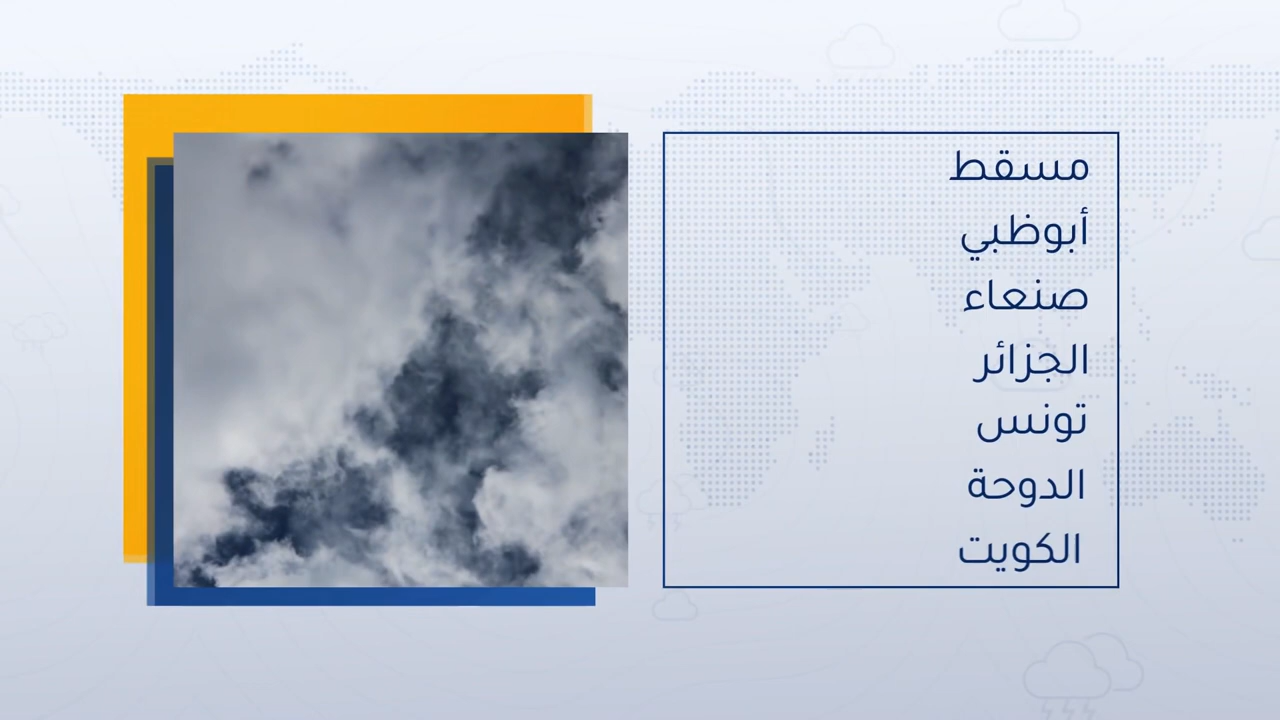 مسقط
أبوظبي
صنعاء
الجزائر
تونس
الدوحة
الكويت